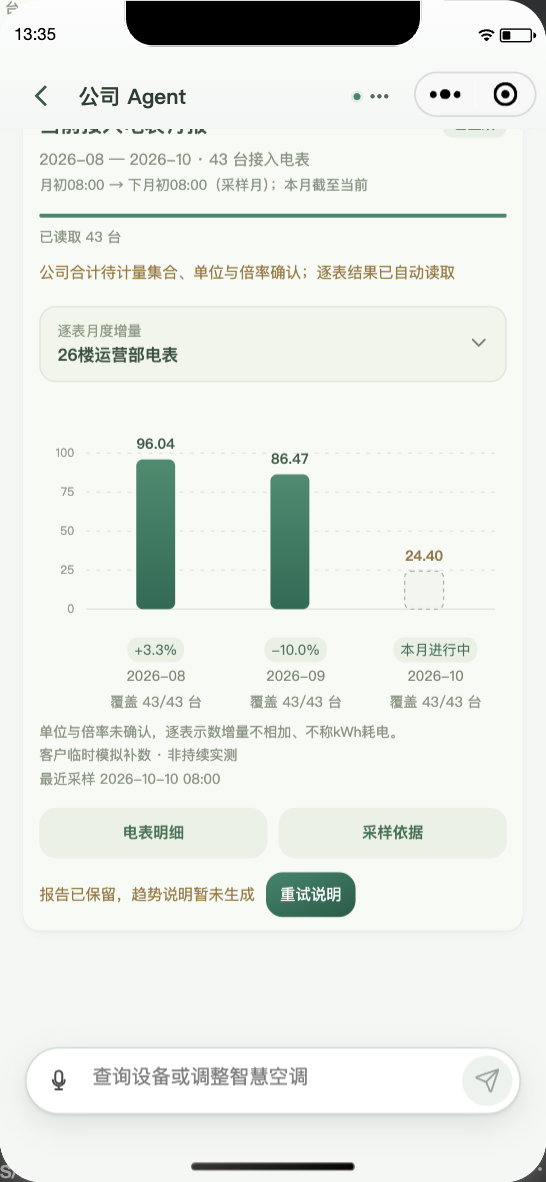 13:35
公司 Agent
2026-08 — 2026-10 · 43 台接入电表
月初08:00 → 下月初08:00（采样月）；本月截至当前
已读取 43 台
公司合计待计量集合、单位与倍率确认；逐表结果已自动读取
逐表月度增量
26楼运营部电表
96.04
86.47
24.40
100
75
50
25
0
+3.3%
-10.0%
本月进行中
2026-08
2026-09
2026-10
覆盖 43/43 台
覆盖 43/43 台
覆盖 43/43 台
单位与倍率未确认，逐表示数增量不相加、不称kWh耗电。
客户临时模拟补数 · 非持续实测
最近采样 2026-10-10 08:00
电表明细
采样依据
报告已保留，趋势说明暂未生成
重试说明
查询设备或调整智慧空调